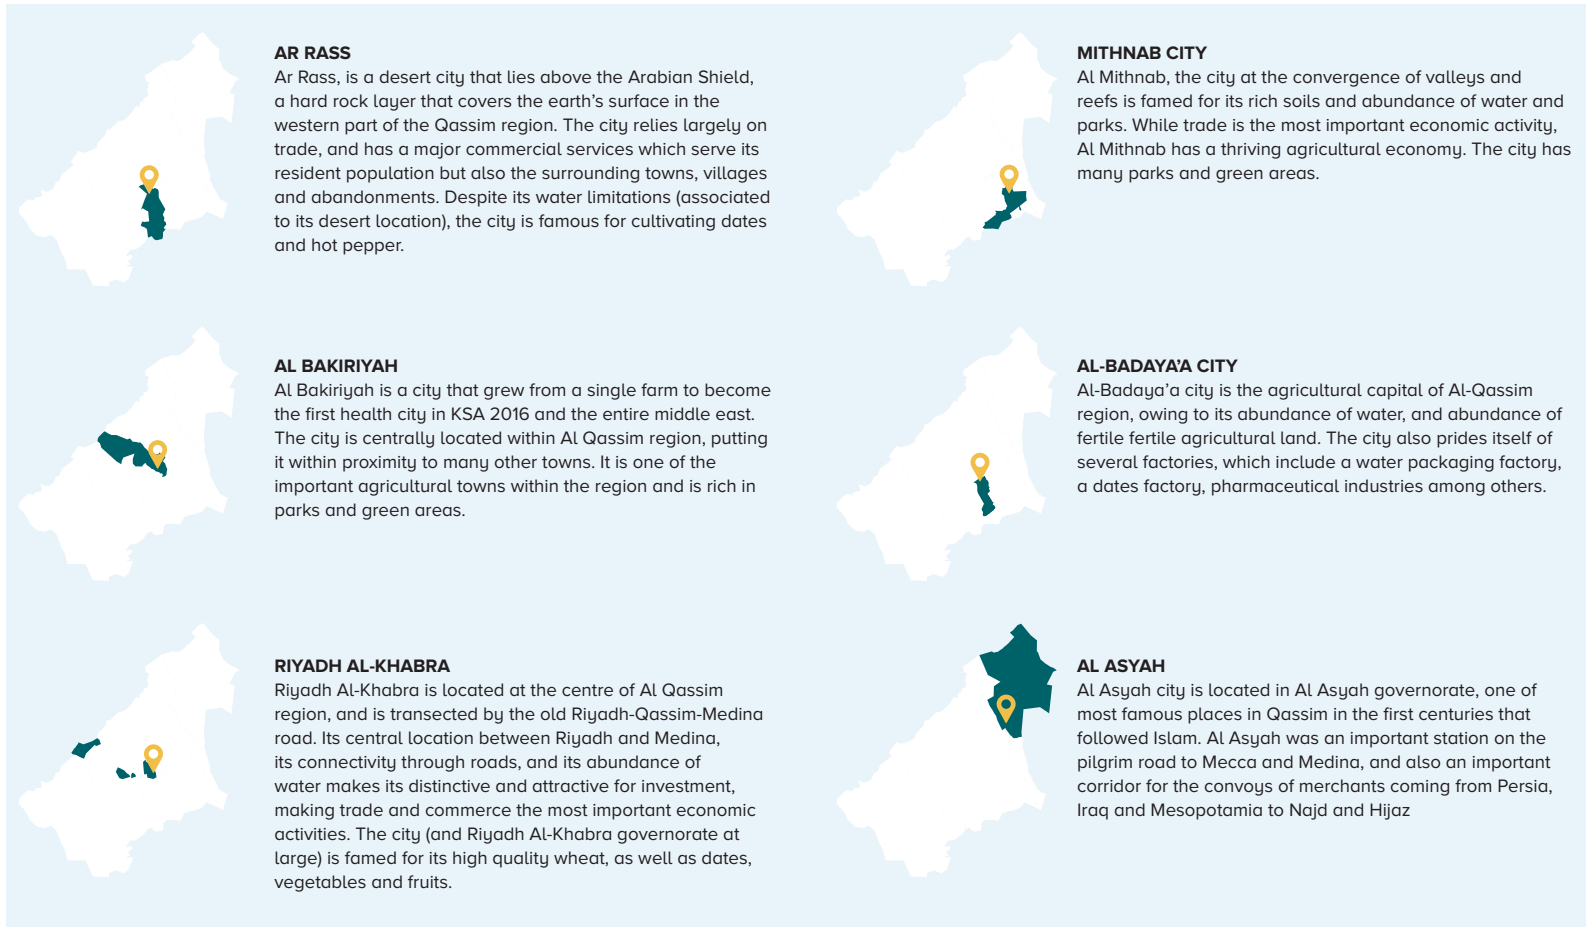 AR RASS
Ar Rass, is a desert city that lies above the Arabian Shield,
a hard rock layer that covers the earth's surface in the
western part of the Qassim region. The city relies largely on
trade, and has a major commercial services which serve its
resident population but also the surrounding towns, villages
and abandonments. Despite its water limitations (associated
to its desert location), the city is famous for cultivating dates
and hot pepper.
MITHNAB CITY
Al Mithnab, the city at the convergence of valleys and
reefs is famed for its rich soils and abundance of water and
parks. While trade is the most important economic activity,
Al Mithnab has a thriving agricultural economy. The city has
many parks and green areas.
AL BAKIRIYAH
Al Bakiriyah is a city that grew from a single farm to become
the first health city in KSA 2016 and the entire middle east.
The city is centrally located within Al Qassim region, putting
it within proximity to many other towns. It is one of the
important agricultural towns within the region and is rich in
parks and green areas.
AL-BADAYA'A CITY
Al-Badaya'a city is the agricultural capital of Al-Qassim
region, owing to its abundance of water, and abundance of
fertile fertile agricultural land. The city also prides itself of
several factories, which include a water packaging factory,
a dates factory, pharmaceutical industries among others.
RIYADH AL-KHABRA
Riyadh Al-Khabra is located at the centre of Al Qassim
region, and is transected by the old Riyadh-Qassim-Medina
road. Its central location between Riyadh and Medina,
its connectivity through roads, and its abundance of
water makes its distinctive and attractive for investment,
making trade and commerce the most important economic
activities. The city (and Riyadh Al-Khabra governorate at
large) is famed for its high quality wheat, as well as dates,
vegetables and fruits.
AL ASYAH
Al Asyah city is located in Al Asyah governorate, one of
most famous places in Qassim in the first centuries that
followed Islam. Al Asyah was an important station on the
pilgrim road to Mecca and Medina, and also an important
corridor for the convoys of merchants coming from Persia,
Iraq and Mesopotamia to Najd and Hijaz